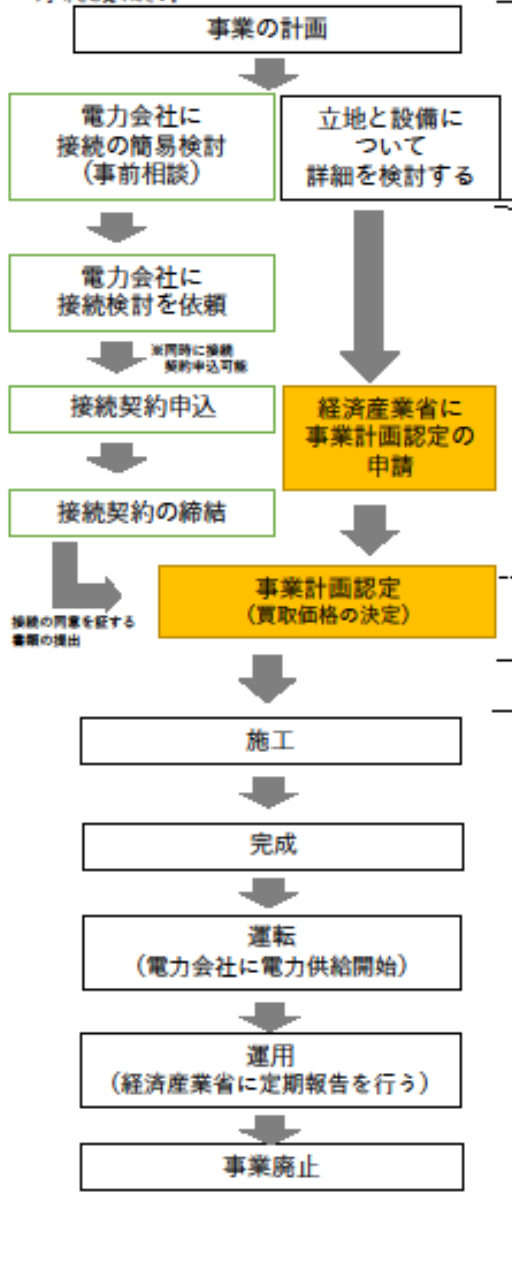 事業の計画
電力会社に
接続の簡易検討
（事前相談）
立地と設備に
ついて
詳細を検討する
電力会社に
接続検討を依頼
※同時に接続
契約申込可能
接続契約申込
経済産業省に
事業計画認定の
申請
接続契約の締結
接続の同意を証する
書類の提出
事業計画認定
（買取価格の決定）
施工
完成
運転
（電力会社に電力供給開始）
運用
（経済産業省に定期報告を行う）
事業廃止